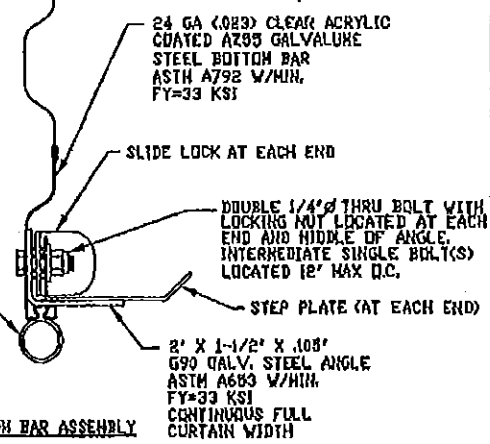 24 GA (.023) CLEAR ACRYLIC
COATED AZ55 GALVALUME
STEEL BOTTOM BAR
ASTM A792 W/MIN.
FY=33 KSI
SLIDE LOCK AT EACH END
DOUBLE 1/4"Ø THRU BOLT WITH
LOCKING NUT LOCATED AT EACH
END AND MIDDLE OF ANGLE.
INTERMEDIATE SINGLE BOLT(S)
LOCATED 12" MAX O.C.
STEP PLATE (AT EACH END)
2" X 1-1/2" X .105"
G90 GALV. STEEL ANGLE
ASTM A653 W/MIN.
FY=33 KSI
CONTINUOUS FULL
CURTAIN WIDTH
BAR ASSEMBLY